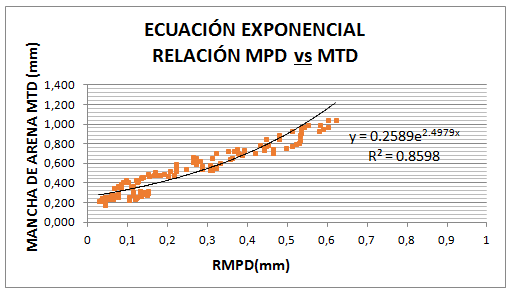 ECUACIÓN EXPONENCIAL
RELACIÓN MPD vs MTD
MANCHA DE ARENA MTD (mm)
1,400
1,200
1,000
0,800
0,600
0,400
0,200
0,000
y = 0.2589e2.4979x
R2 = 0.8598
0 0,1 0,2 0,3 0,4 0,5 0,6 0,7 0,8 0,9 1
RMPD(mm)